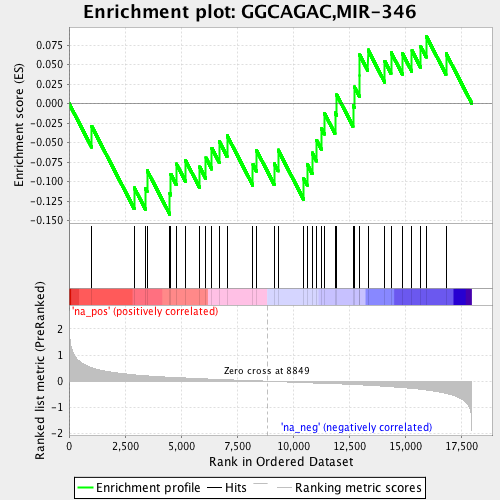 Enrichment plot: GGCAGAC,MIR-346
Enrichment score (ES)
0.075
0.050
0.025
0.000
-0.025
-0.050
-0.075
-0.100
-0.125
-0.150
'na_pos' (positively correlated)
Ranked list metric (PreRanked)
2
1
0
-1
-2
Zero cross at 8849
'na_neg' (negatively correlated)
0
2,500
5,000
7,500
10,000
12,500
15,000
17,500
Rank in Ordered Dataset
Enrichment profile
Hits
Ranking metric scores